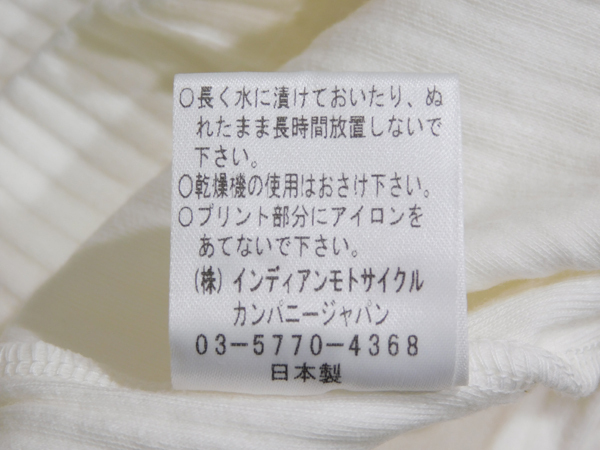 ○長く水に漬けておいたり、ぬ
れたまま長時間放置しないで
下さい。
○乾燥機の使用はおさけ下さい。
○プリント部分にアイロンを
あてないで下さい。
(株)インディアンモトサイクル
カンパニージャパン
03-5770-4368
日本製